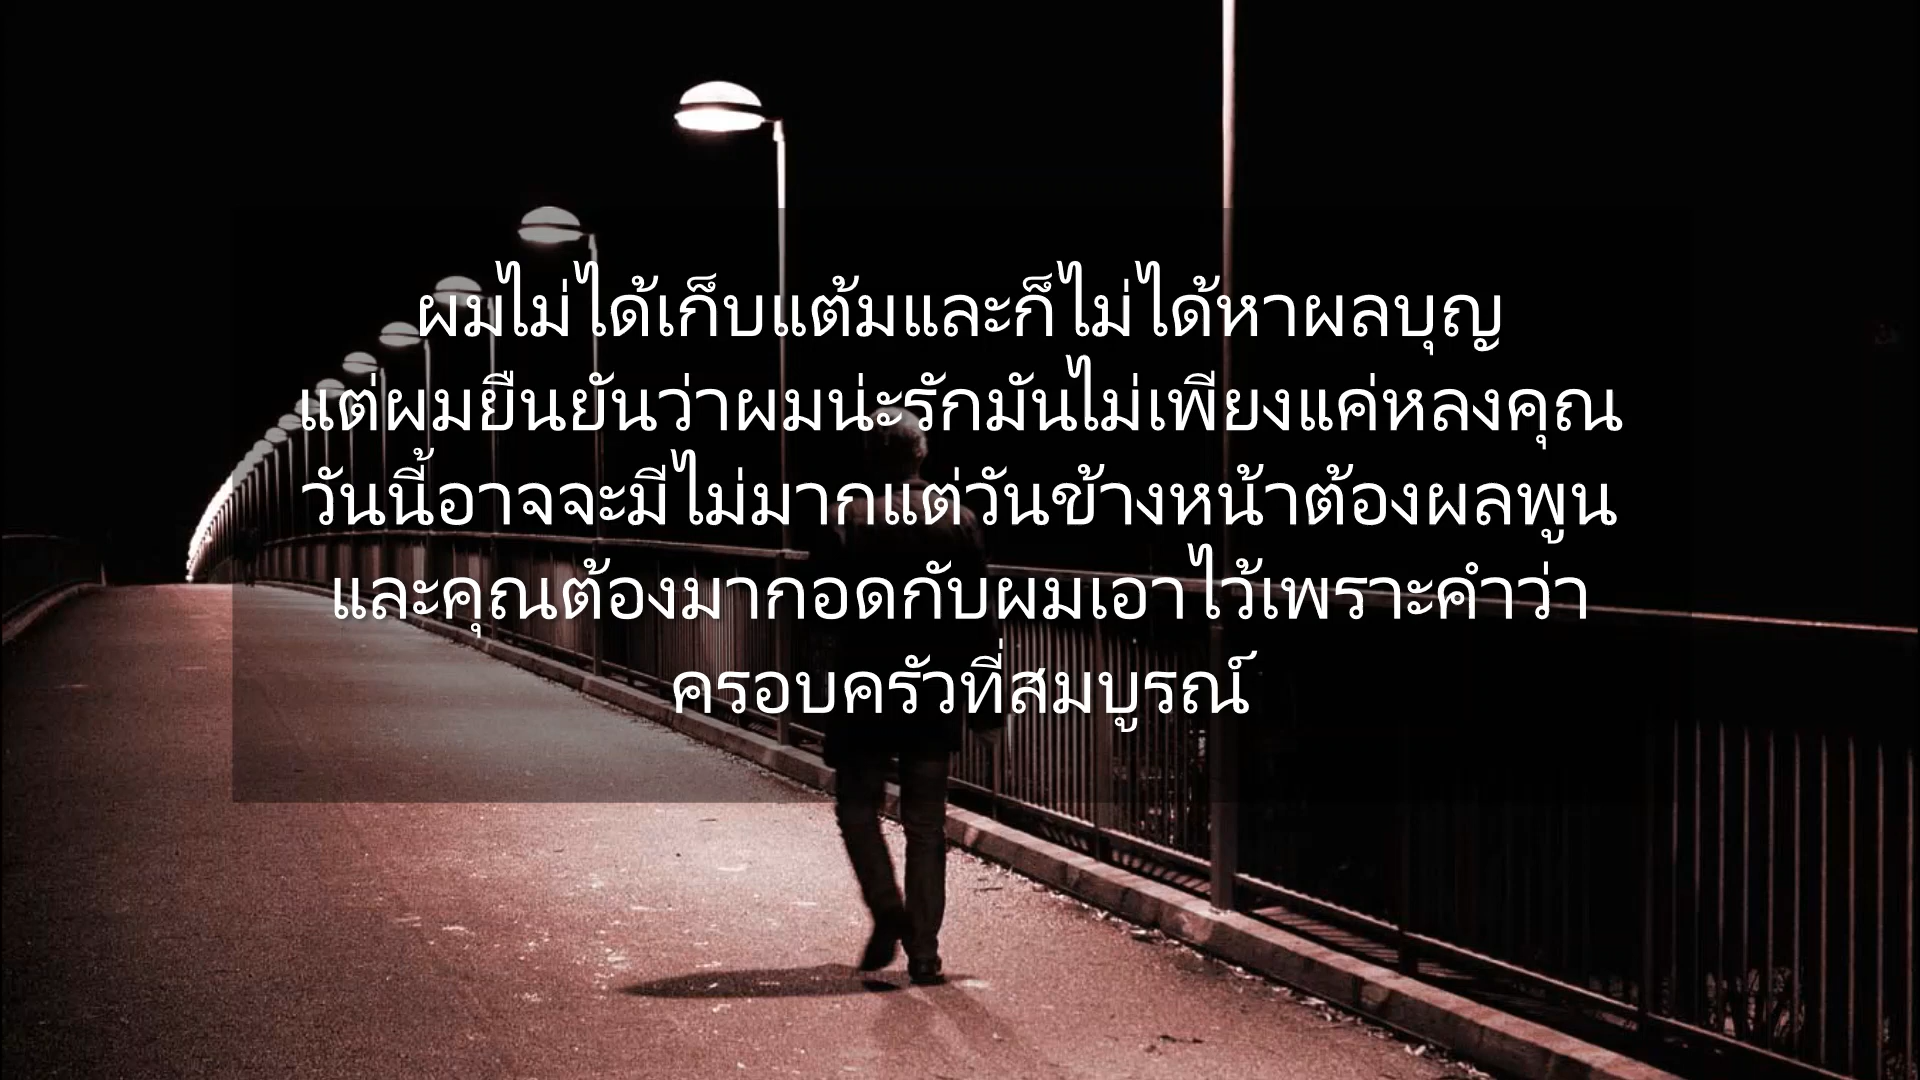 ผมไม่ได้เก็บแต้มและก็ไม่ได้หาผลบุญ
แต่ผมยืนยันว่าผมน่ะรักมันไม่เพียงแค่หลงคุณ
วันนี้อาจจะมีไม่มากแต่วันข้างหน้าต้องผลพูน
และคุณต้องมากอดกับผมเอาไว้เพราะคำว่า
ครอบครัวที่สมบูรณ์